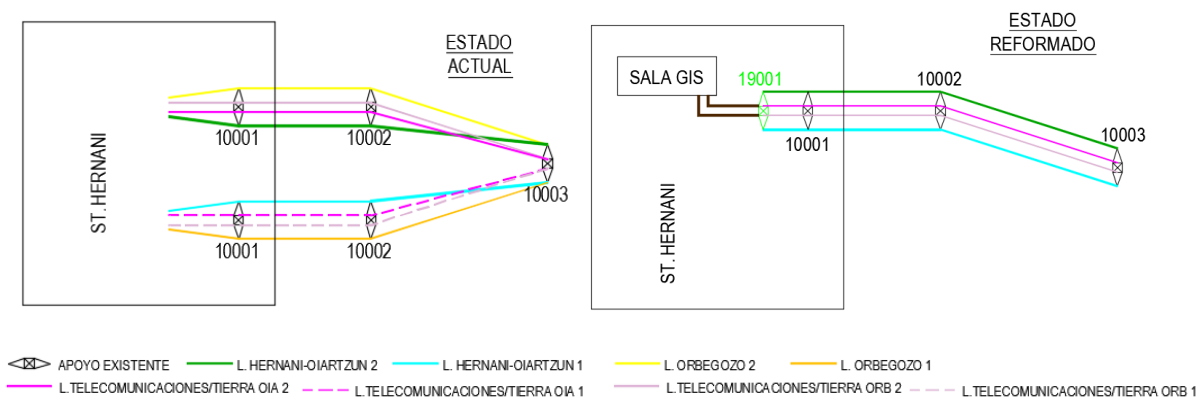 ESTADO
ACTUAL
10001
10002
10003
ST. HERNANI
10001
10002
ESTADO
REFORMADO
SALA GIS
19001
10002
10001
10003
ST. HERNANI
APOYO EXISTENTE
L. HERNANI-OIARTZUN 2
L. HERNANI-OIARTZUN 1
L. ORBEGOZO 2
L. ORBEGOZO 1
L.TELECOMUNICACIONES/TIERRA OIA 2
L.TELECOMUNICACIONES/TIERRA OIA 1
L.TELECOMUNICACIONES/TIERRA ORB 2
L.TELECOMUNICACIONES/TIERRA ORB 1